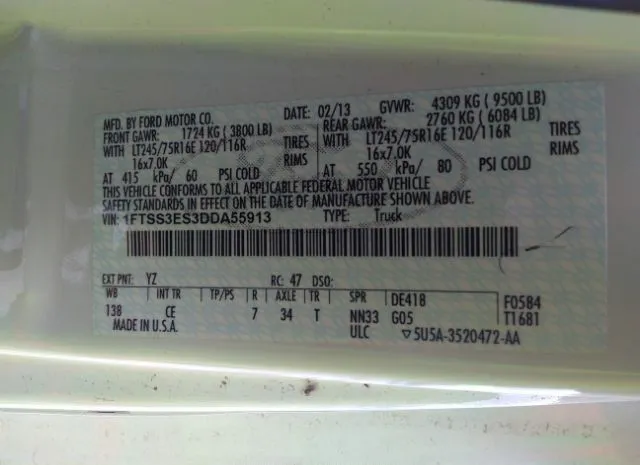 MFD. BY FORD MOTOR CO. DATE: 02/13 GVWR: 4309 KG ( 9500 LB)
FRONT GAWR: 1724 KG ( 3800 LB) REAR GAWR: 2760 KG ( 6084 LB)
WITH LT245/75R16E 120/116R TIRES WITH LT245/75R16E 120/116R TIRES
16x7.0K RIMS 16x7.0K RIMS
AT 415 kPa/ 60 PSI COLD AT 550 kPa/ 80 PSI COLD
THIS VEHICLE CONFORMS TO ALL APPLICABLE FEDERAL MOTOR VEHICLE
SAFETY STANDARDS IN EFFECT ON THE DATE OF MANUFACTURE SHOWN ABOVE.
VIN: 1FTSS3ES3DDA55913 TYPE: Truck
EXT PNT: YZ RC: 47 DSO:
WB INT TR TP/PS R AXLE TR SPR DE418 F0584
138 CE 7 34 T NN33 G05 T1681
MADE IN U.S.A. ULC ▽5U5A-3520472-AA